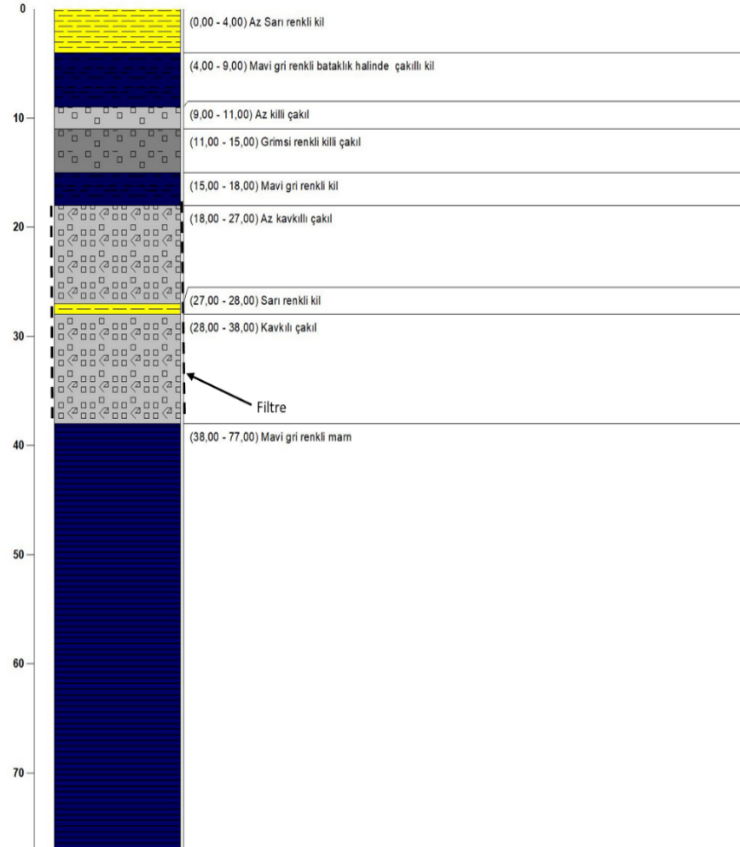 0
(0,00 - 4,00) Az Sarı renkli kil
(4,00 - 9,00) Mavi gri renkli bataklık halinde çakıllı kil
10
(9,00 - 11,00) Az killi çakıl
(11,00 - 15,00) Grimsi renkli killi çakıl
(15,00 - 18,00) Mavi gri renkli kil
20
(18,00 - 27,00) Az kavkıllı çakıl
(27,00 - 28,00) Sarı renkli kil
30
(28,00 - 38,00) Kavkılı çakıl
Filtre
40
(38,00 - 77,00) Mavi gri renkli marn
50
60
70